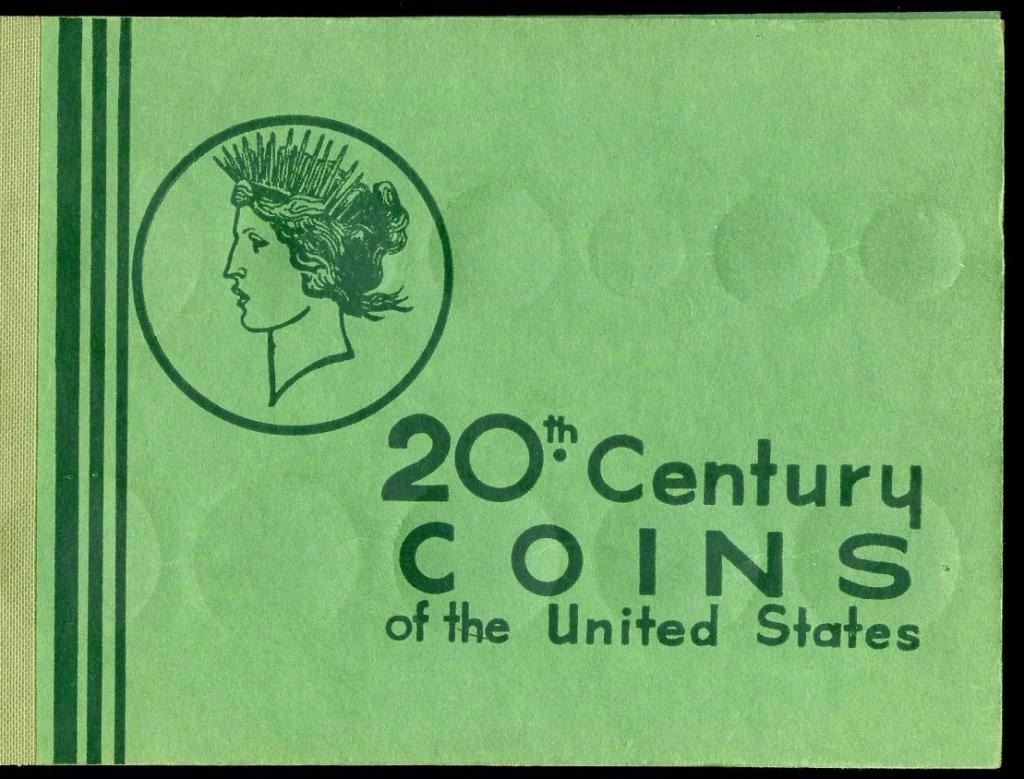 20th. Century
COINS
of the United States